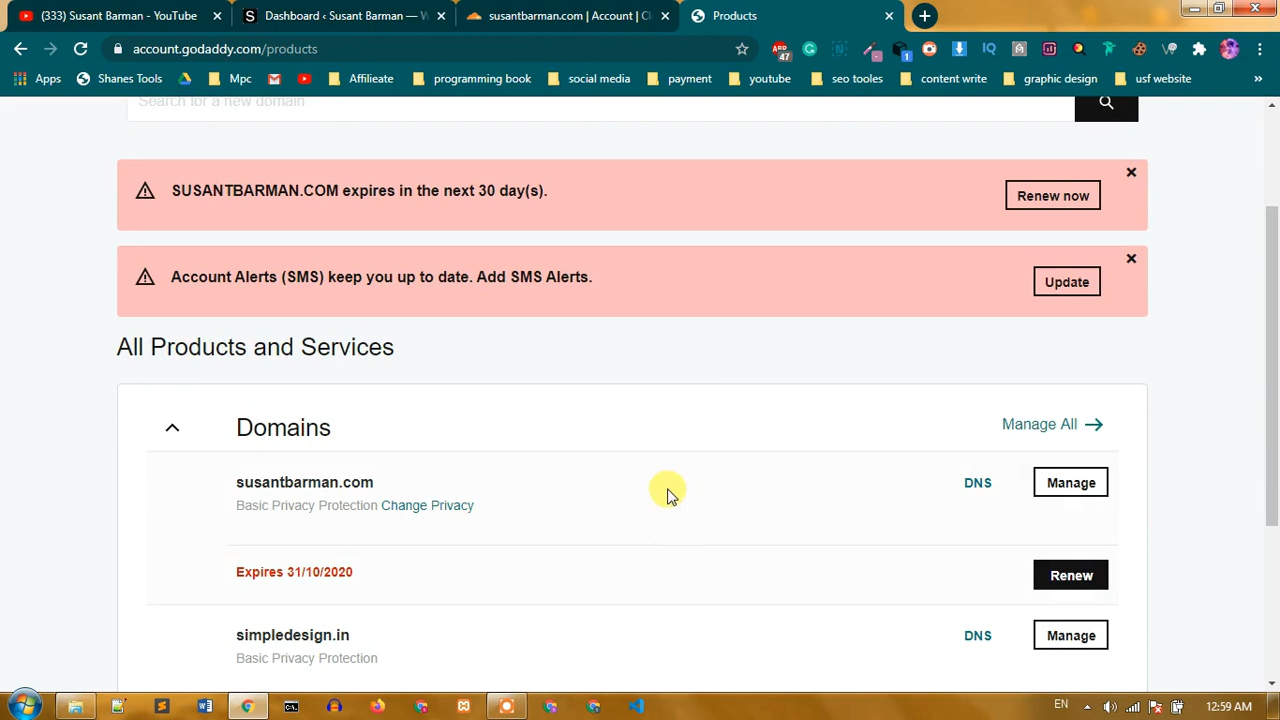 (333) Susant Barman - YouTube
Dashboard ‹ Susant Barman — W
susantbarman.com | Account | Cl
Products
account.godaddy.com/products
47
1
Apps
Shanes Tools
Mpc
Affilieate
programming book
social media
payment
youtube
seo tooles
content write
graphic design
usf website
»
Search for a new domain
SUSANTBARMAN.COM expires in the next 30 day(s).
Renew now
Account Alerts (SMS) keep you up to date. Add SMS Alerts.
Update
All Products and Services
Domains
Manage All
susantbarman.com
DNS
Manage
Basic Privacy Protection Change Privacy
Expires 31/10/2020
Renew
simpledesign.in
DNS
Manage
Basic Privacy Protection
EN
12:59 AM